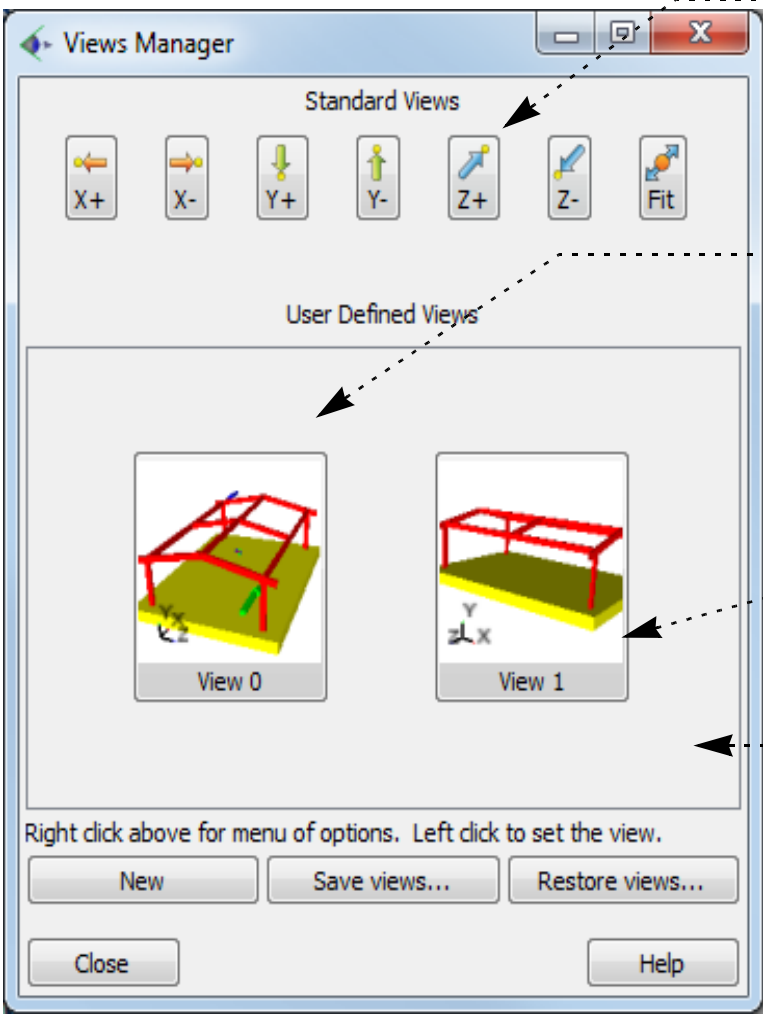 Views Manager
Standard Views
X+ X- Y+ Y- Z+ Z- Fit
User Defined Views
Y X Z
Y Z X
View 0 View 1
Right click above for menu of options. Left click to set the view.
New Save views... Restore views...
Close Help